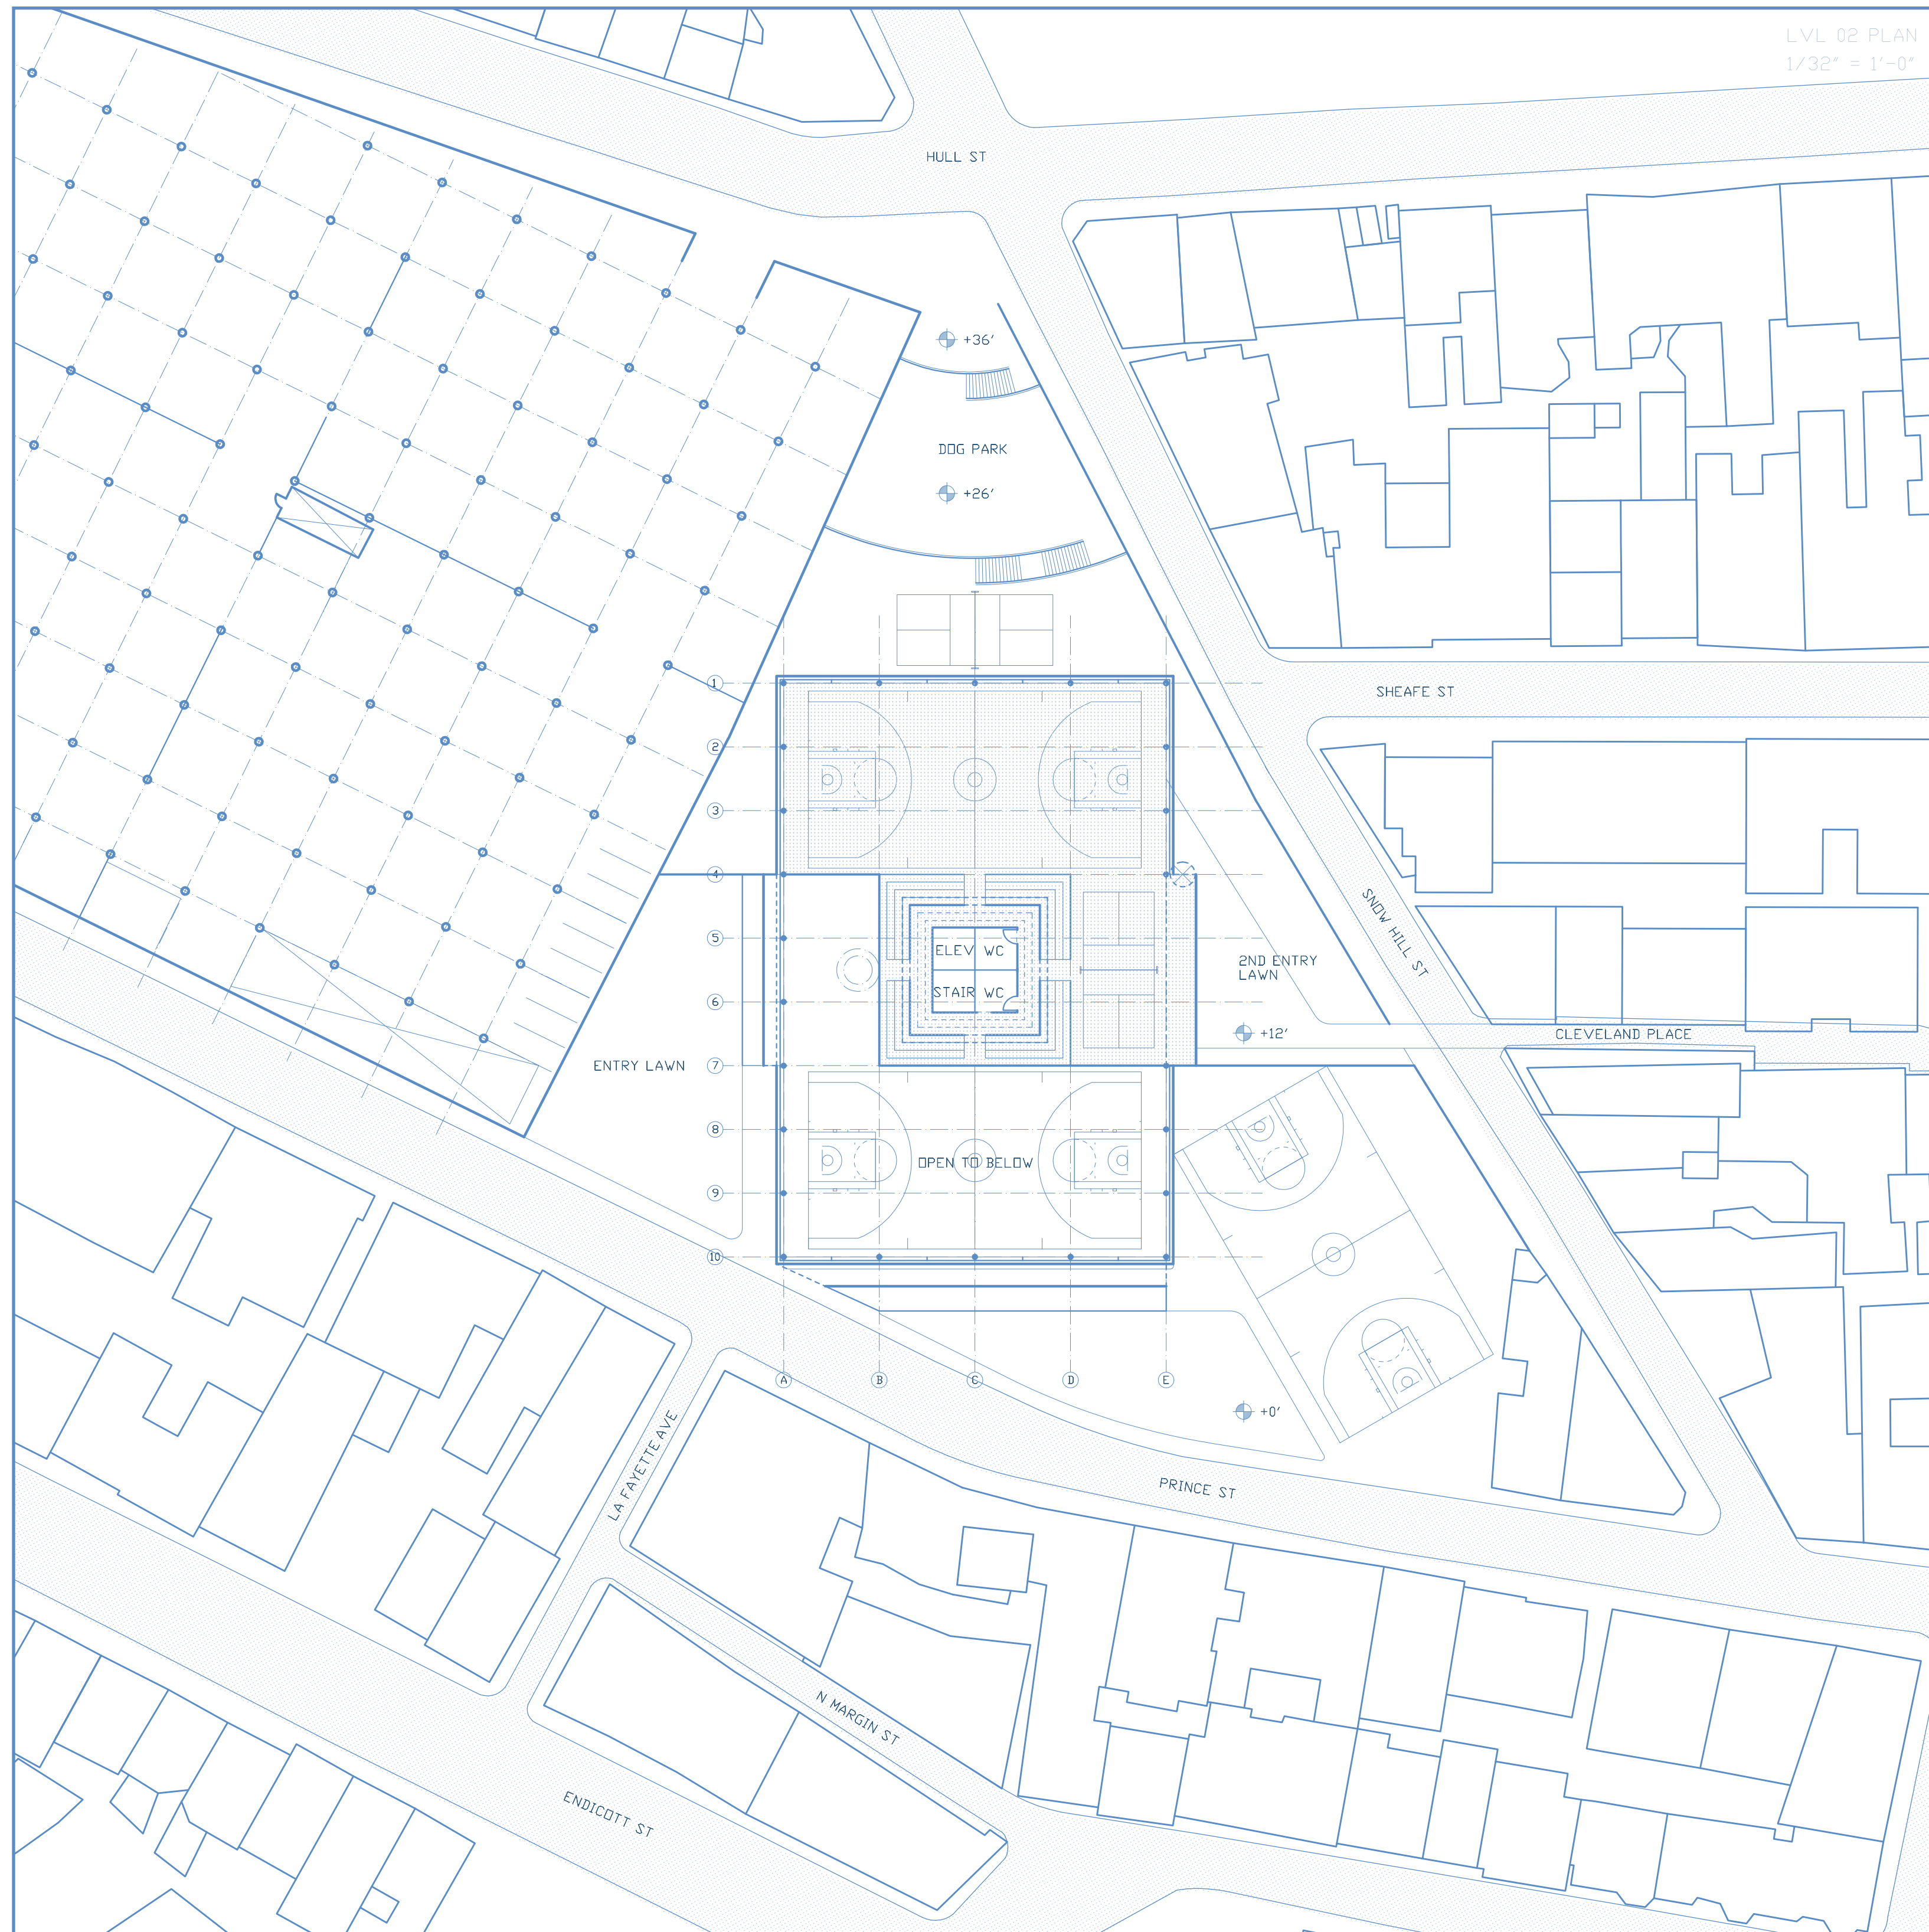 LVL 02 PLAN
1/32" = 1'-0"
HULL ST
+36'
DOG PARK
+26'
1
SHEAFE ST
2
3
4
SNOW HILL ST
5
ELEV WC
2ND ENTRY
LAWN
STAIR WC
6
+12'
CLEVELAND PLACE
ENTRY LAWN
7
8
OPEN TO BELOW
9
10
A
B
C
D
E
+0'
LA FAYETTE AVE
PRINCE ST
N MARGIN ST
ENDICOTT ST